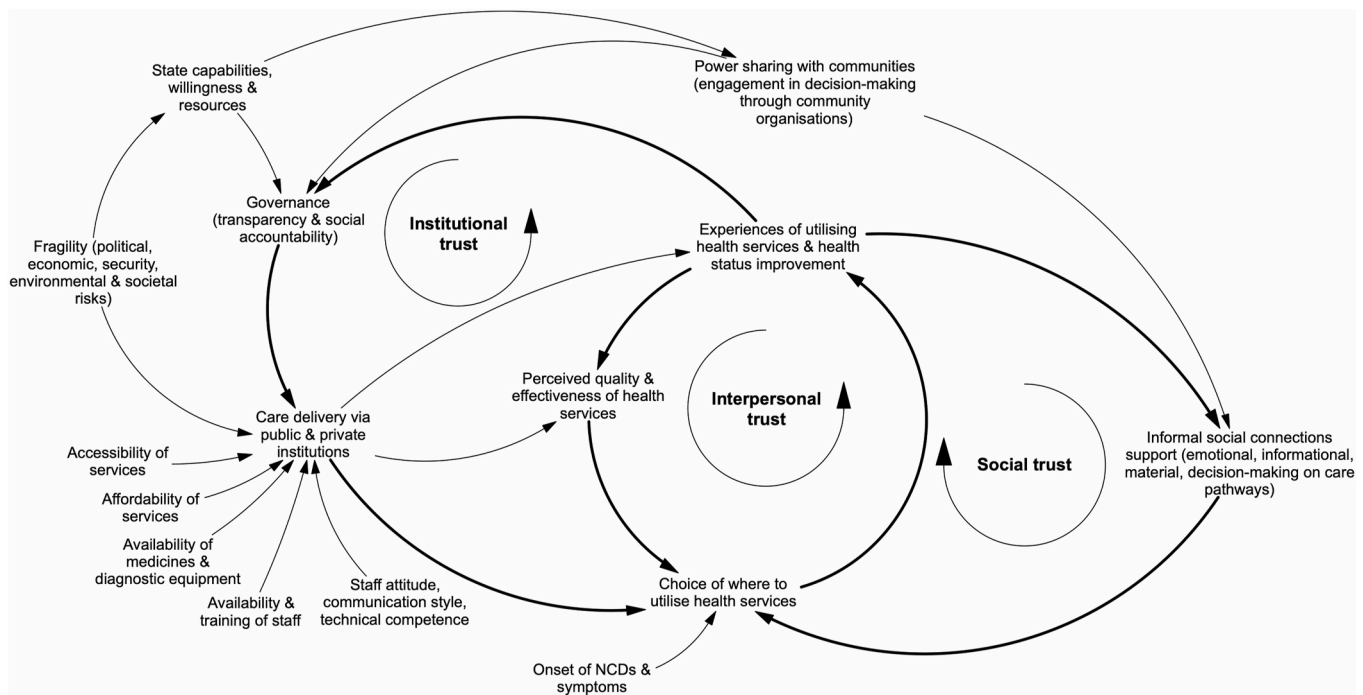 State capabilities,
willingness &
resources
Power sharing with communities
(engagement in decision-making
through community
organisations)
Governance
(transparency & social
accountability)
Institutional
trust
Experiences of utilising
health services & health
status improvement
Fragility (political,
economic, security,
environmental & societal
risks)
Perceived quality &
effectiveness of health
services
Interpersonal
trust
Care delivery via
public & private
institutions
Social trust
Informal social connections
support (emotional, informational,
material, decision-making on care
pathways)
Accessibility of
services
Affordability of
services
Availability of
medicines &
diagnostic equipment
Availability &
training of staff
Staff attitude,
communication style,
technical competence
Choice of where to
utilise health services
Onset of NCDs &
symptoms